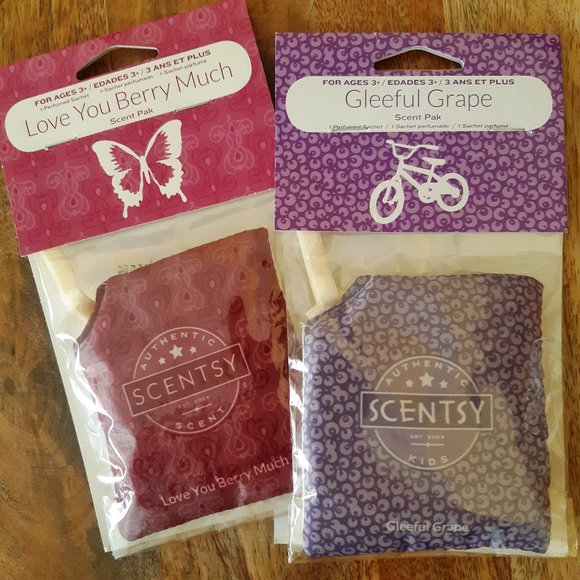 FOR AGES 3+ / EDADES 3+ / 3 ANS ET PLUS
1-Perfumed Sachet 1-Sachet perfumado 1-Sachet parfumé
Love You Berry Much
Scent Pak
AUTHENTIC
SCENTSY
EST. 2004
SCENT
Love You Berry Much
FOR AGES 3+ / EDADES 3+ / 3 ANS ET PLUS
Gleeful Grape
Scent Pak
1 Perfumed Sachet / 1 Sachet perfumado / 1 Sachet parfumé
AUTHENTIC
SCENTSY
EST. 2004
KIDS
Gleeful Grape